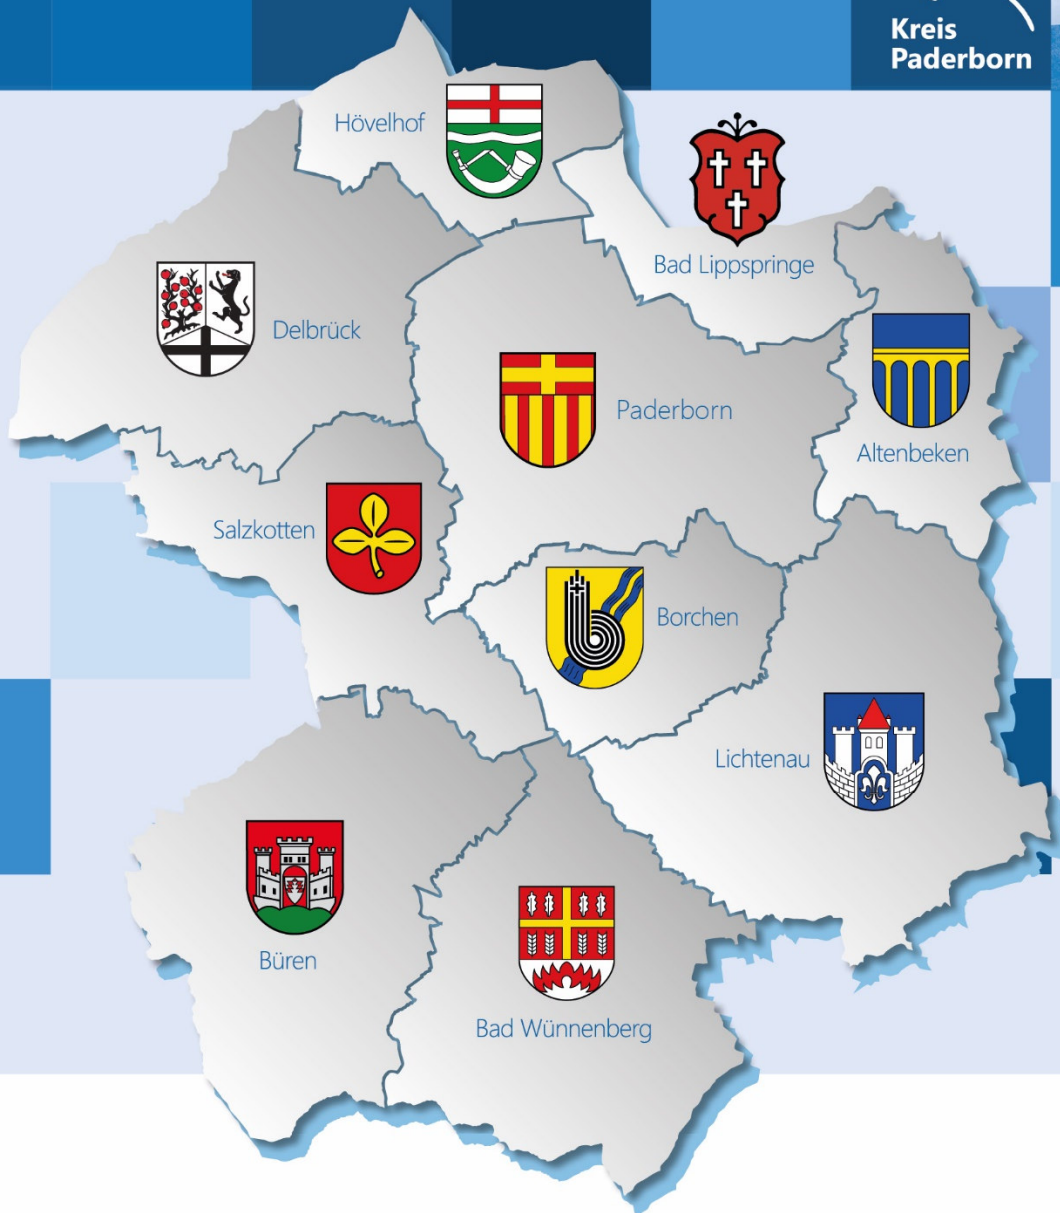 Kreis
Paderborn
Hövelhof
Bad Lippspringe
Delbrück
Paderborn
Altenbeken
Salzkotten
Borchen
Lichtenau
Büren
Bad Wünnenberg